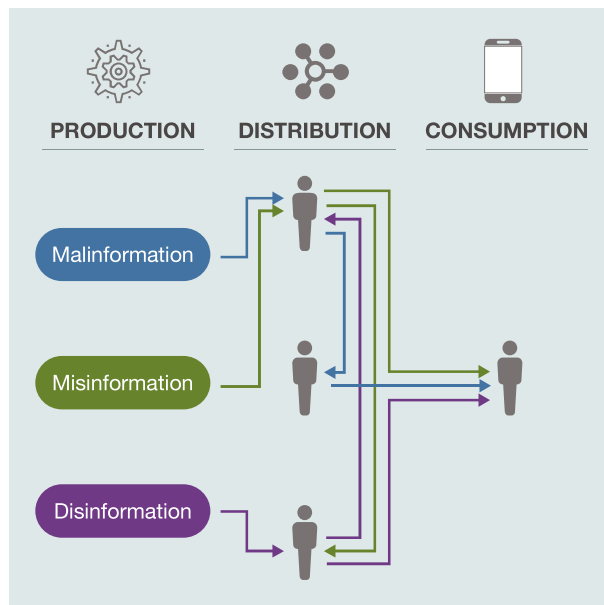 PRODUCTION
DISTRIBUTION
CONSUMPTION
Malinformation
Misinformation
Disinformation